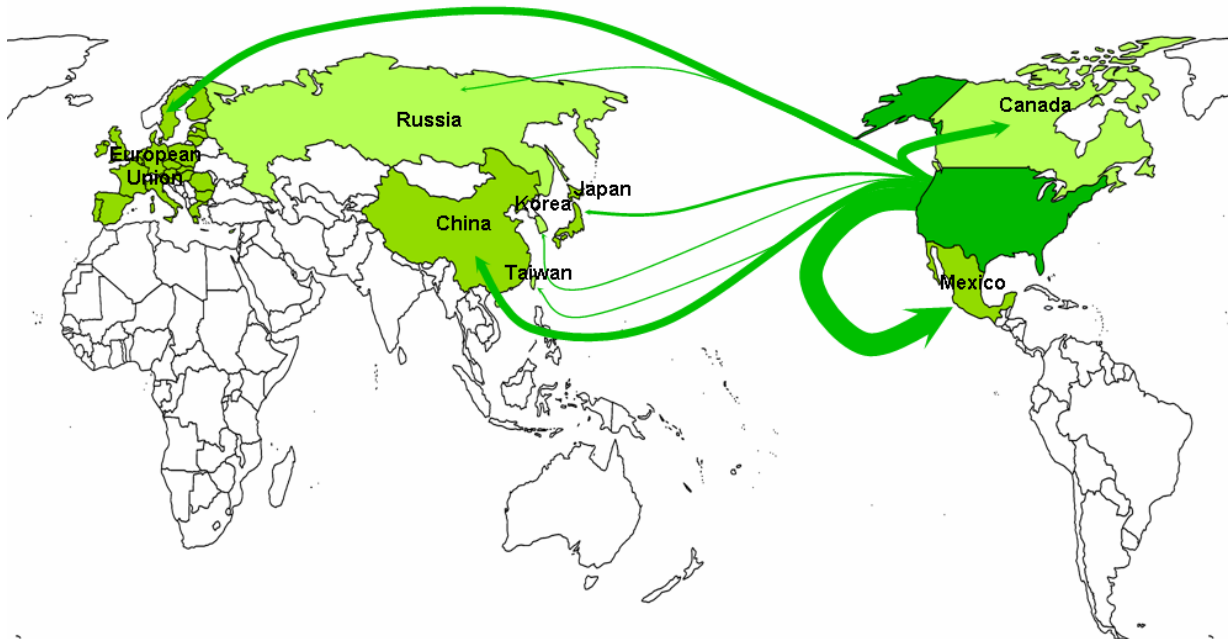 Canada
Russia
European
Union
Japan
Korea
China
Taiwan
Mexico